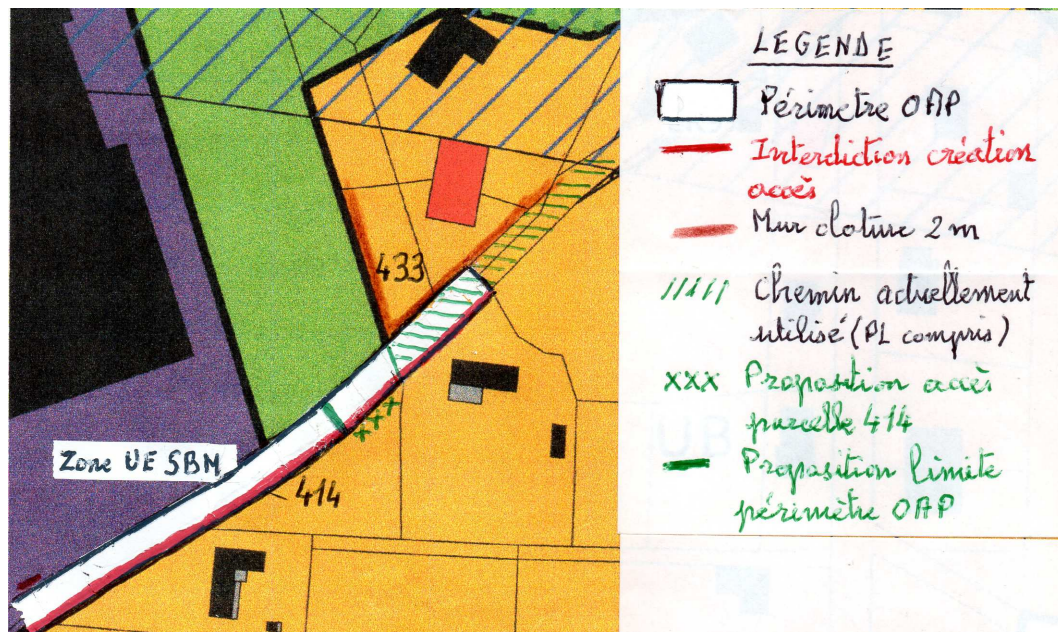 LEGENDE
Périmetre OAP
Interdiction création
accès
Mur cloture 2 m
chemin actuellement
utilisé (PL compris)
xxx Proposition accès
parcelle 414
Proposition limite
périmètre OAP
433
Zone UE SBM
414